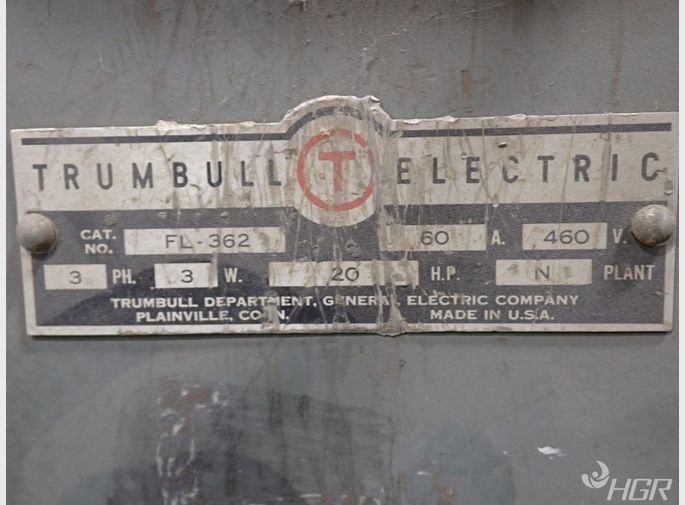 TRUMBULL T ELECTRIC
CAT. NO. FL-362 60 A. 460 V.
3 PH. 3 W. 20 H.P. N PLANT
TRUMBULL DEPARTMENT, GENERAL ELECTRIC COMPANY
PLAINVILLE, CONN. MADE IN U.S.A.
HGR